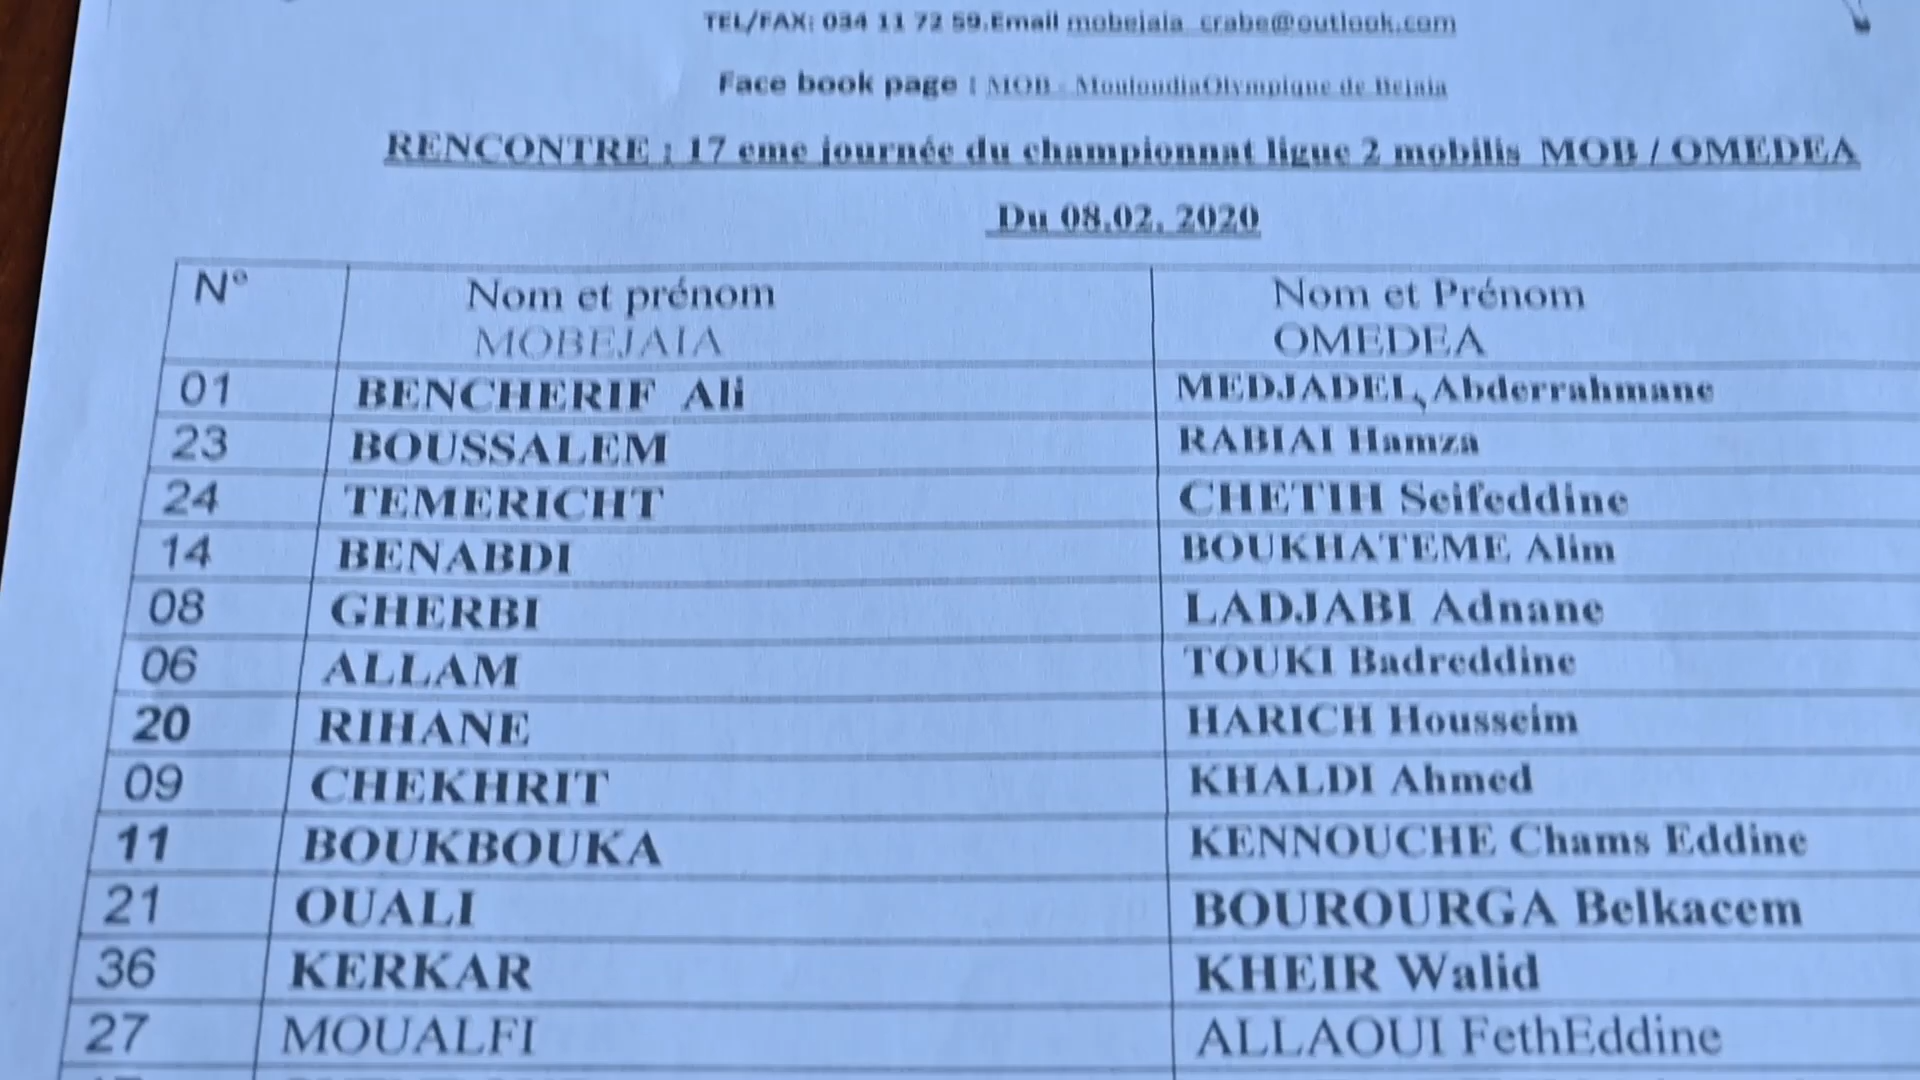 TEL/FAX: 034 11 72 59.Email mobejaia_crabe@outlook.com
Face book page : MOB - MouloudiaOlympique de Bejaia
RENCONTRE : 17 eme journée du championnat ligue 2 mobilis MOB / OMEDEA
Du 08.02. 2020
N° Nom et prénom Nom et Prénom
MOBEJAIA OMEDEA
01 BENCHERIF Ali MEDJADEL Abderrahmane
23 BOUSSALEM RABIAI Hamza
24 TEMERICHT CHETIH Seifeddine
14 BENABDI BOUKHATEME Alim
08 GHERBI LADJABI Adnane
06 ALLAM TOUKI Badreddine
20 RIHANE HARICH Housseim
09 CHEKHRIT KHALDI Ahmed
11 BOUKBOUKA KENNOUCHE Chams Eddine
21 OUALI BOUROURGA Belkacem
36 KERKAR KHEIR Walid
27 MOUALFI ALLAOUI FethEddine